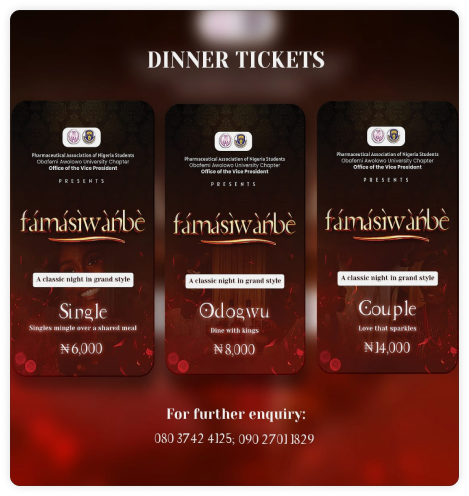 DINNER TICKETS
Pharmaceutical Association of Nigeria Students
Obafemi Awolowo University Chapter
Office of the Vice President
PRESENTS
fámásìwàńbè
A classic night in grand style
Single
Singles mingle over a shared meal
₦6,000
Pharmaceutical Association of Nigeria Students
Obafemi Awolowo University Chapter
Office of the Vice President
PRESENTS
fámásìwàńbè
A classic night in grand style
Odogwu
Dine with kings
₦8,000
Pharmaceutical Association of Nigeria Students
Obafemi Awolowo University Chapter
Office of the Vice President
PRESENTS
fámásìwàńbè
A classic night in grand style
Couple
Love that sparkles
₦14,000
For further enquiry:
080 3742 4125; 090 2701 1829